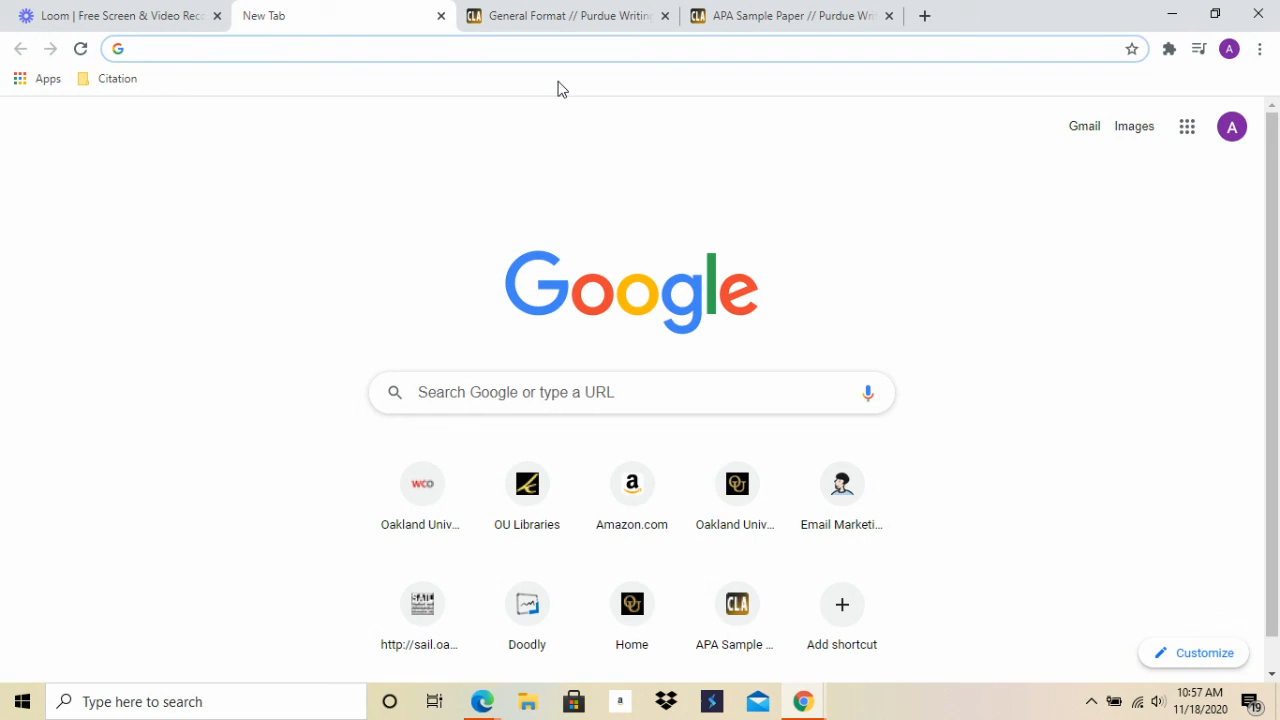 Loom | Free Screen & Video Reco
New Tab
General Format // Purdue Writing
APA Sample Paper // Purdue Wri
A
Apps
Citation
Gmail
Images
A
Google
Search Google or type a URL
wco
OU
Oakland Univ...
OU Libraries
Amazon.com
Oakland Univ...
Email Marketi...
SAIL
OU
CLA
http://sail.oa...
Doodly
Home
APA Sample ...
Add shortcut
Customize
Type here to search
10:57 AM
11/18/2020
19